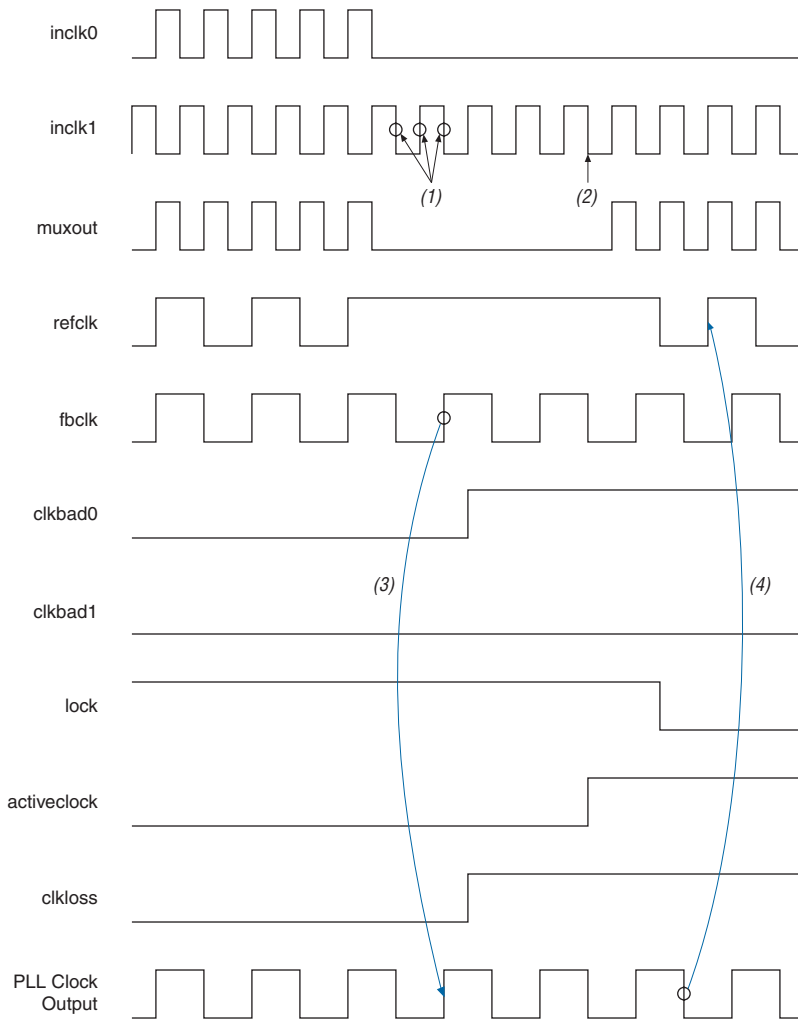 inclk0
inclk1
(1)
(2)
muxout
refclk
fbclk
clkbad0
(3)
(4)
clkbad1
lock
activeclock
clkloss
PLL Clock
Output